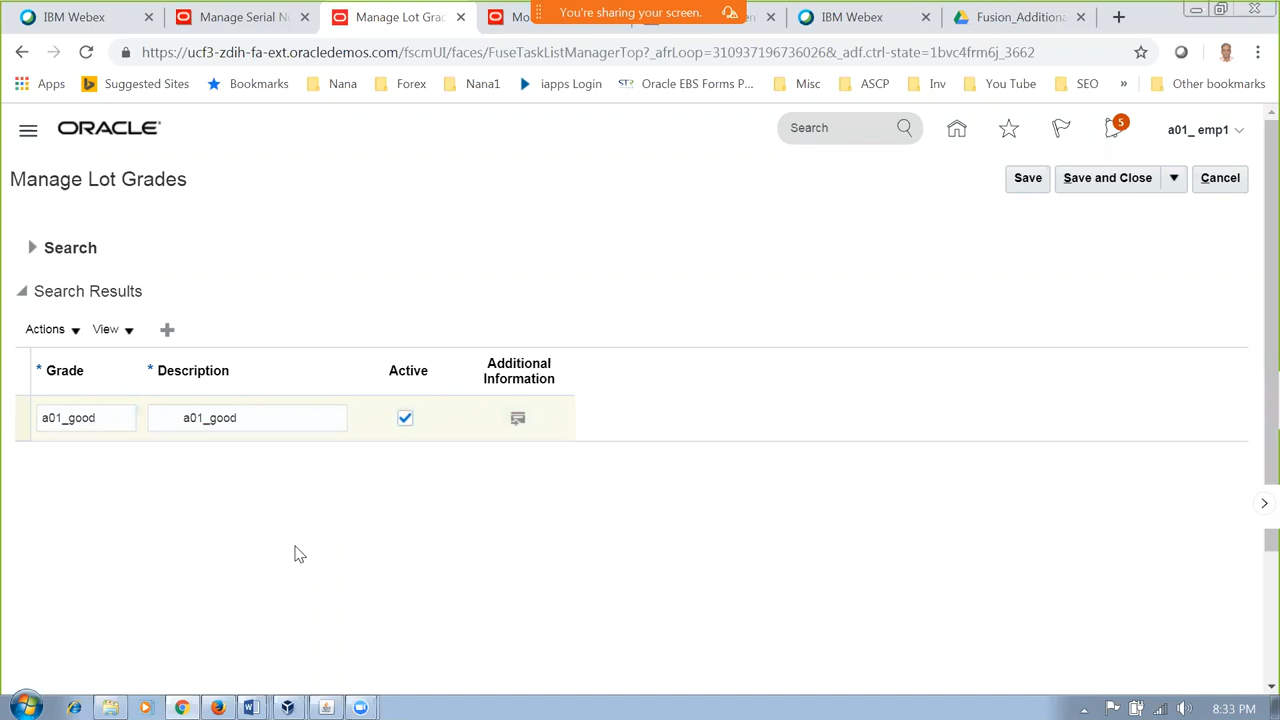 IBM Webex
Manage Serial N
Manage Lot Grad
Mo
You're sharing your screen.
IBM Webex
Fusion_Additiona
https://ucf3-zdih-fa-ext.oracledemos.com/fscmUI/faces/FuseTaskListManagerTop?_afrLoop=310937196736026&_adf.ctrl-state=1bvc4frm6j_3662
Apps
Suggested Sites
Bookmarks
Nana
Forex
Nana1
iapps Login
Oracle EBS Forms P...
Misc
ASCP
Inv
You Tube
SEO
»
Other bookmarks
ORACLE
Search
5
a01_ emp1
Manage Lot Grades
Save
Save and Close
Cancel
Search
Search Results
Actions
View
* Grade
* Description
Active
Additional
Information
a01_good
a01_good
8:33 PM